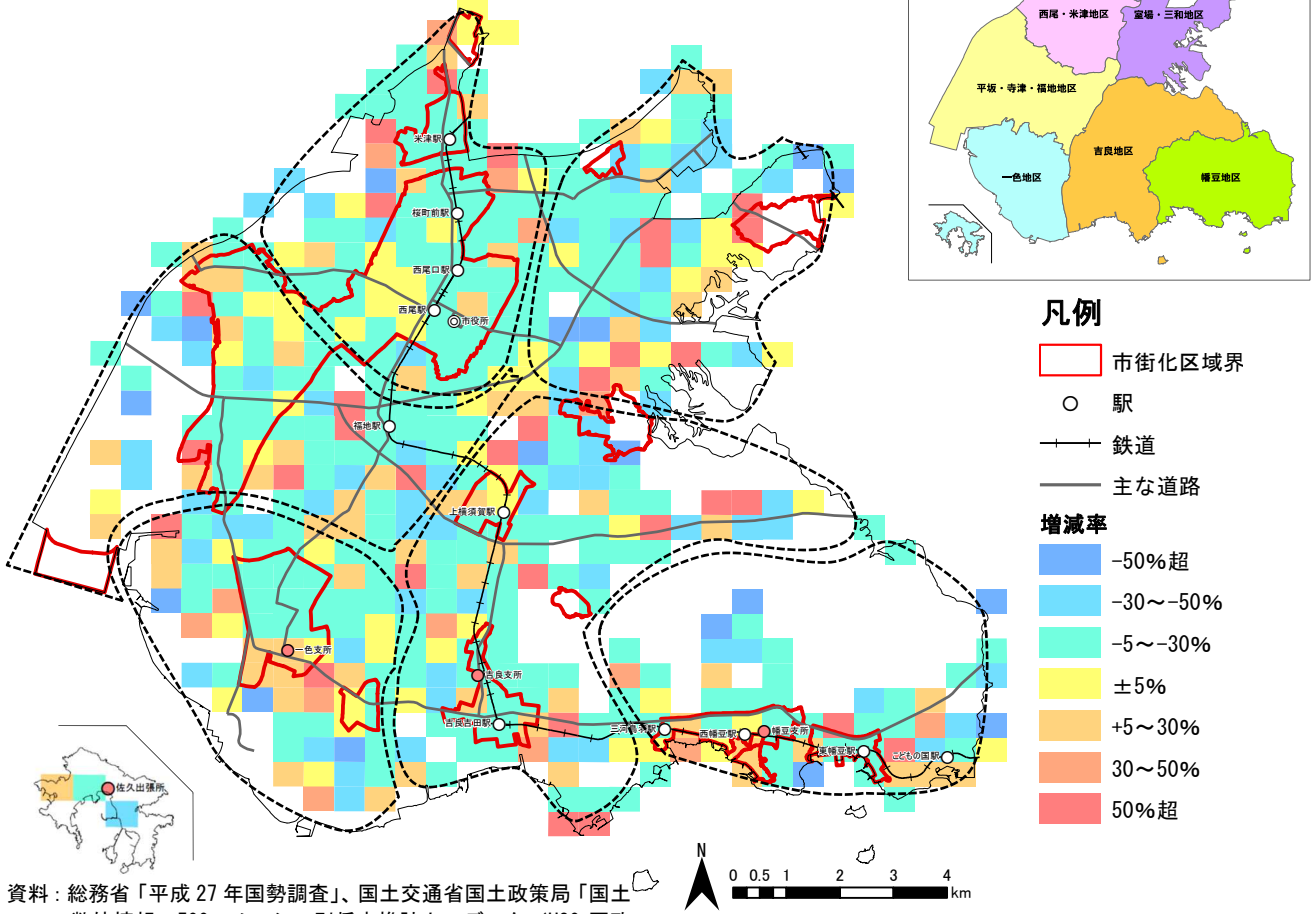 西尾・米津地区
室場・三和地区
平坂・寺津・福地地区
吉良地区
一色地区
幡豆地区
米津駅
桜町前駅
西尾口駅
西尾駅
市役所
福地駅
上横須賀駅
一色支所
吉良支所
吉良吉田駅
三河鳥羽駅
西幡豆駅
幡豆支所
東幡豆駅
こどもの国駅
佐久出張所
凡例
市街化区域界
駅
鉄道
主な道路
増減率
-50%超
-30～-50%
-5～-30%
±5%
+5～30%
30～50%
50%超
N
0 0.5 1 2 3 4
km
資料：総務省「平成 27 年国勢調査」、国土交通省国土政策局「国土